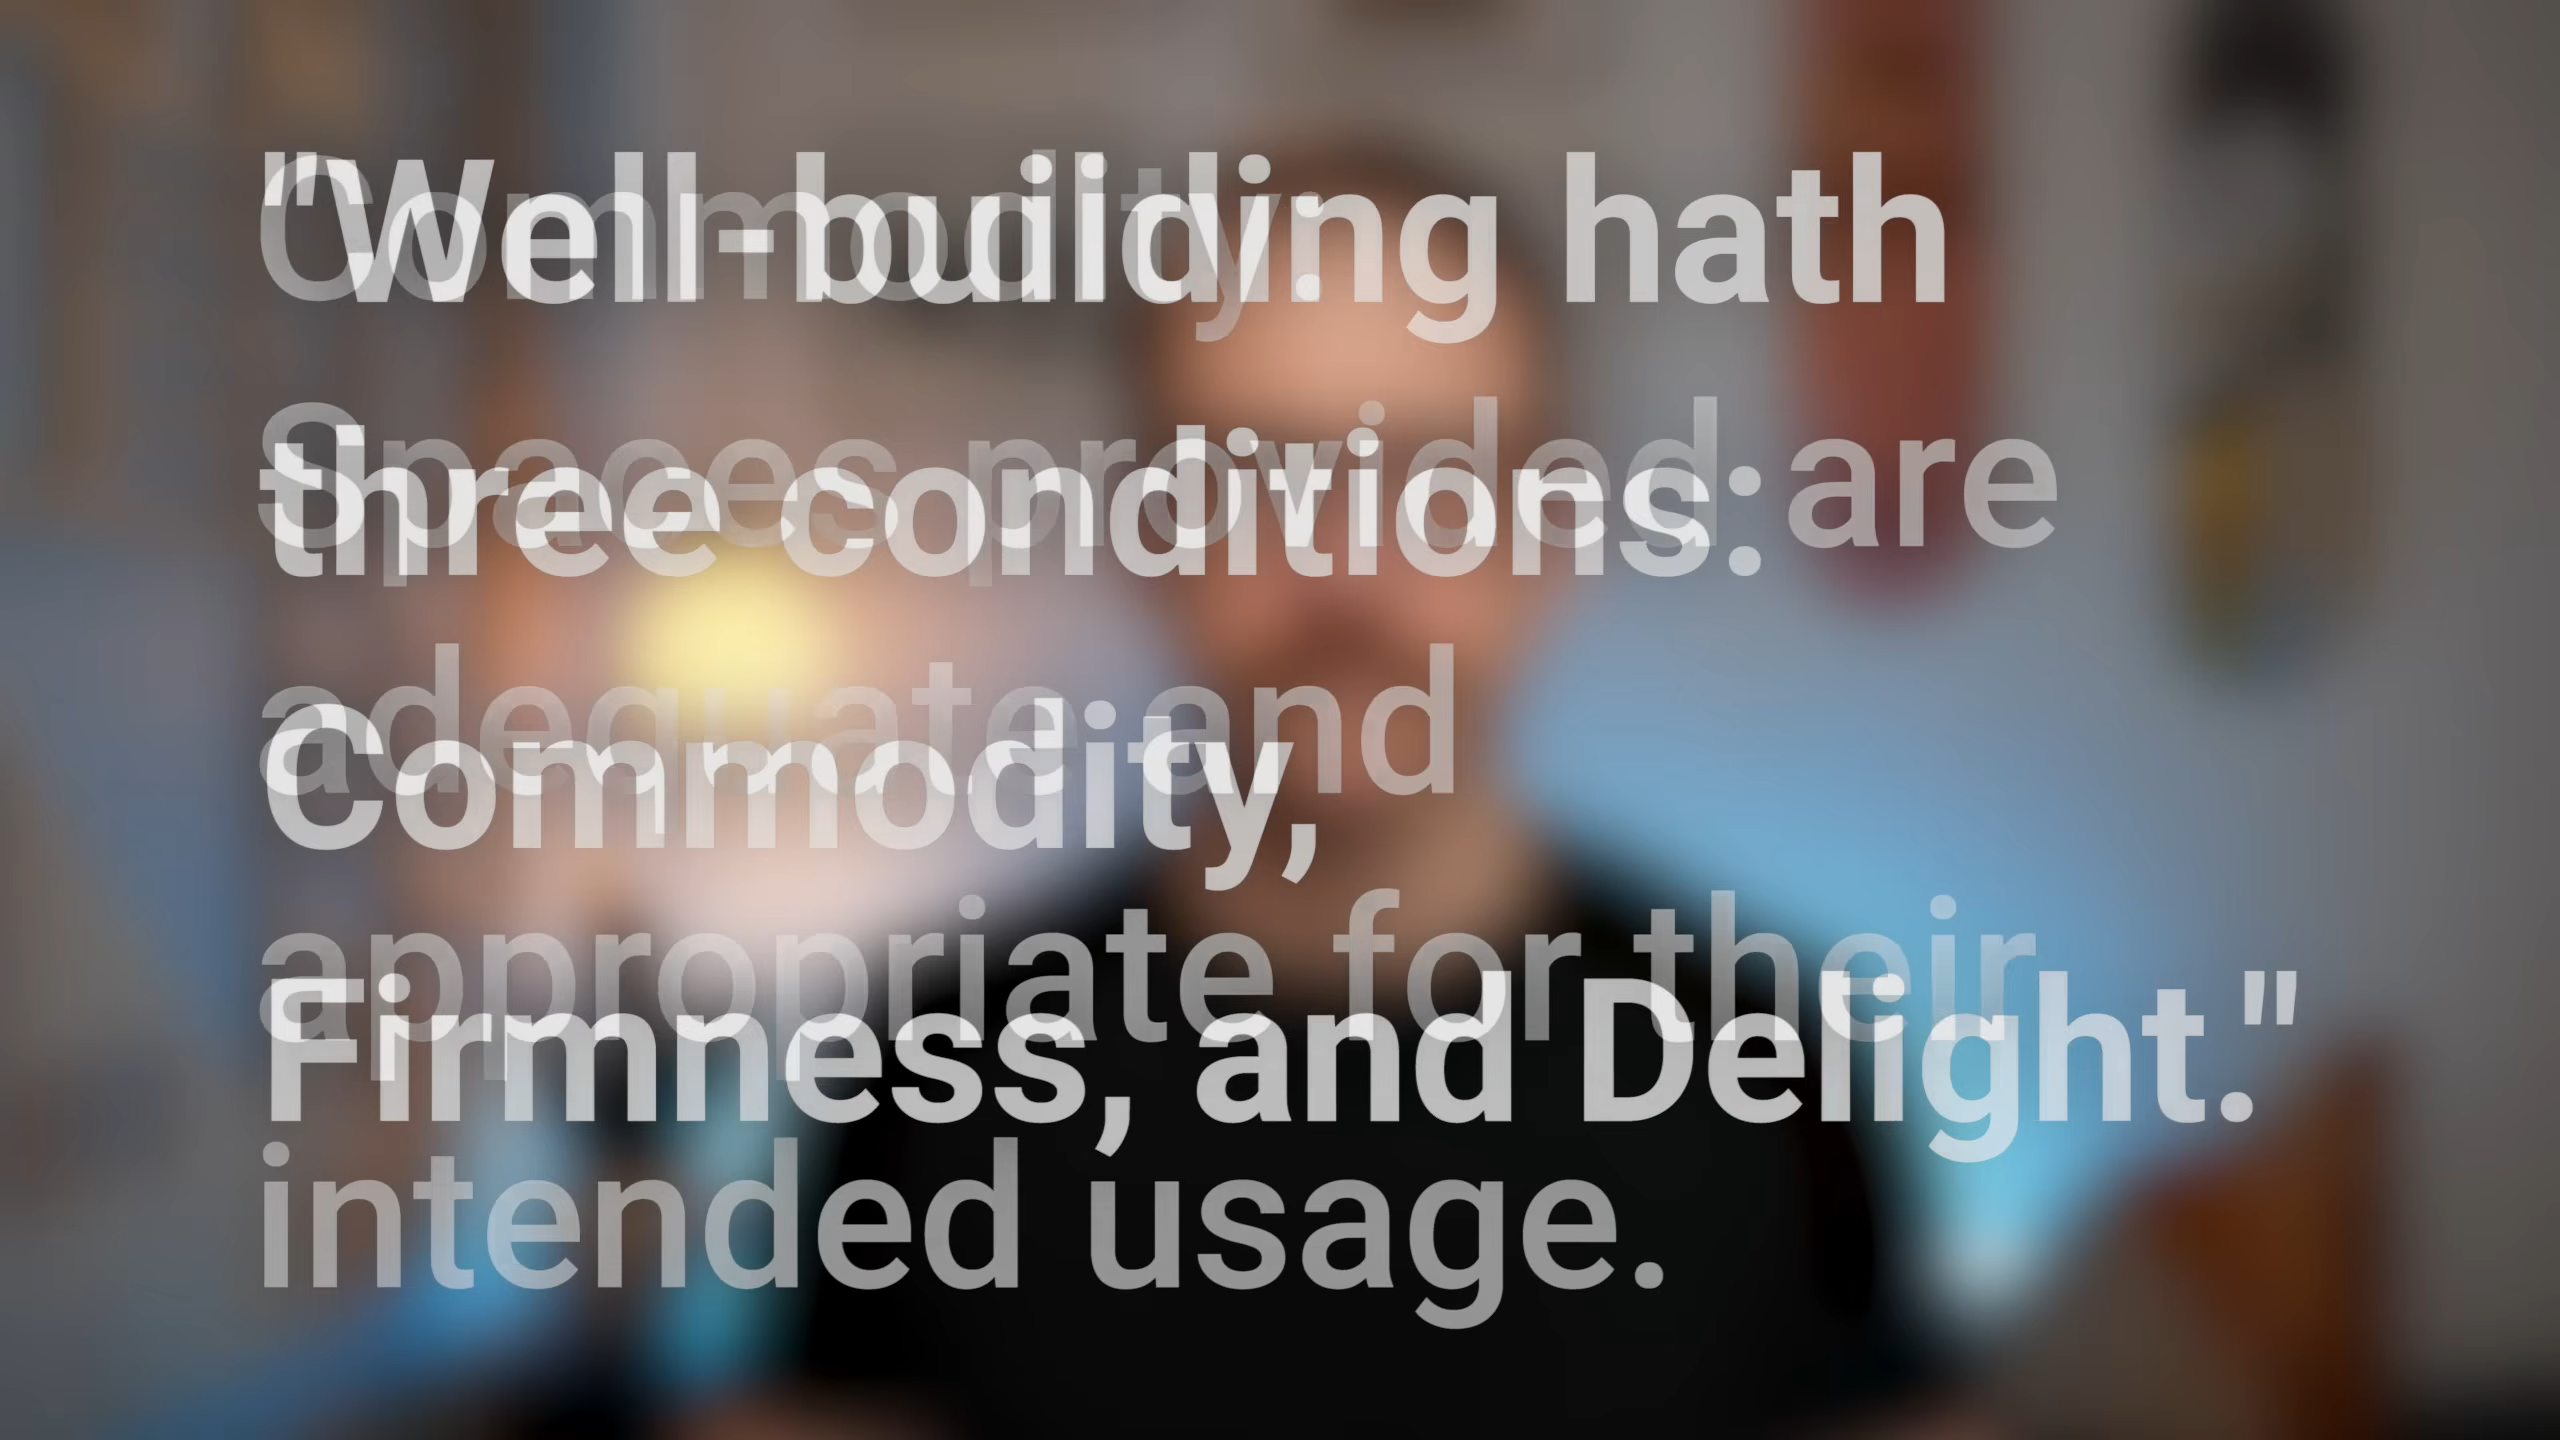 "Well-building hath
three conditions:
Commodity,
Firmness, and Delight."
Commodity:
Spaces provided are
adequate and
appropriate for their
intended usage.